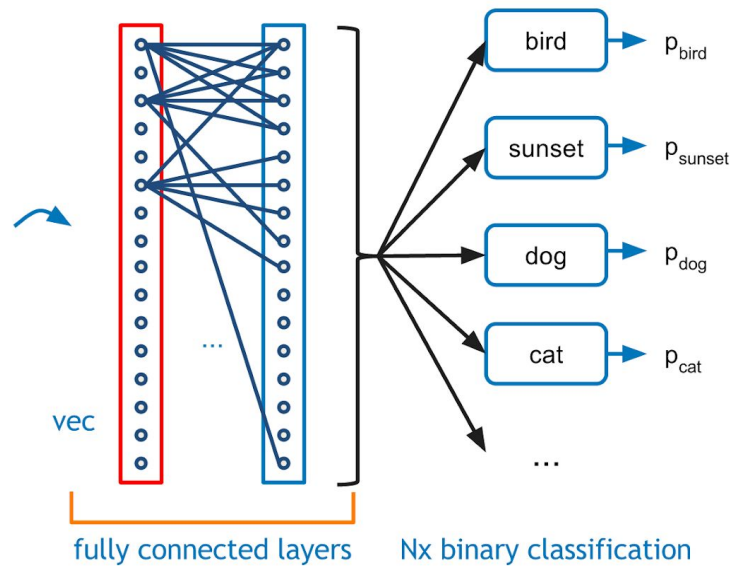 bird
p_bird
sunset
p_sunset
dog
p_dog
...
cat
p_cat
vec
...
fully connected layers
Nx binary classification